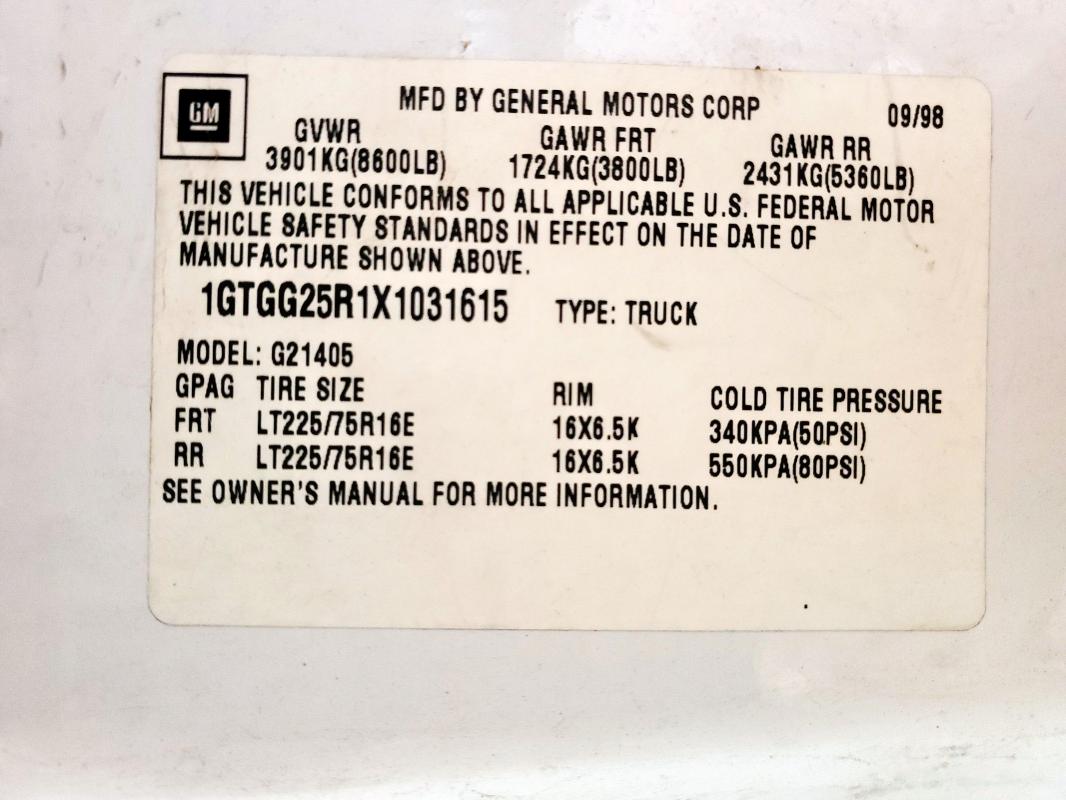 GM
MFD BY GENERAL MOTORS CORP 09/98
GVWR GAWR FRT GAWR RR
3901KG(8600LB) 1724KG(3800LB) 2431KG(5360LB)
THIS VEHICLE CONFORMS TO ALL APPLICABLE U.S. FEDERAL MOTOR
VEHICLE SAFETY STANDARDS IN EFFECT ON THE DATE OF
MANUFACTURE SHOWN ABOVE.
1GTGG25R1X1031615 TYPE: TRUCK
MODEL: G21405
GPAG TIRE SIZE RIM COLD TIRE PRESSURE
FRT LT225/75R16E 16X6.5K 340KPA(50PSI)
RR LT225/75R16E 16X6.5K 550KPA(80PSI)
SEE OWNER'S MANUAL FOR MORE INFORMATION.